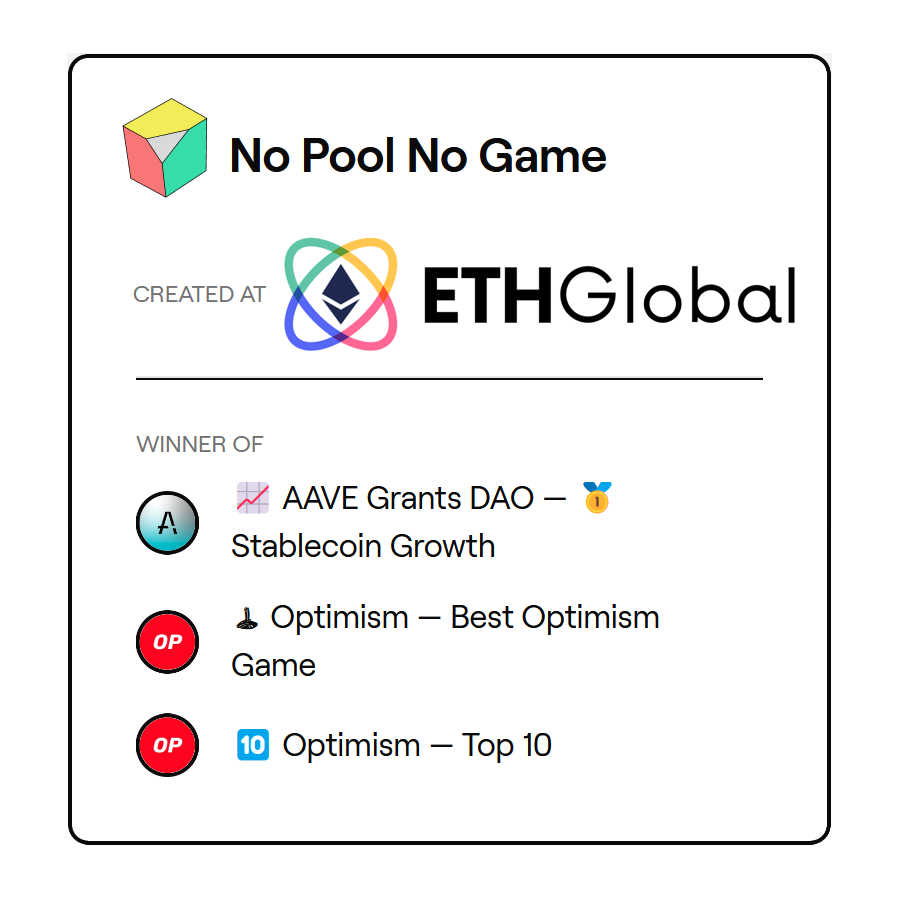 No Pool No Game
CREATED AT
ETHGlobal
WINNER OF
A
📈 AAVE Grants DAO — 🥇
Stablecoin Growth
OP
🕹 Optimism — Best Optimism
Game
OP
🔟 Optimism — Top 10